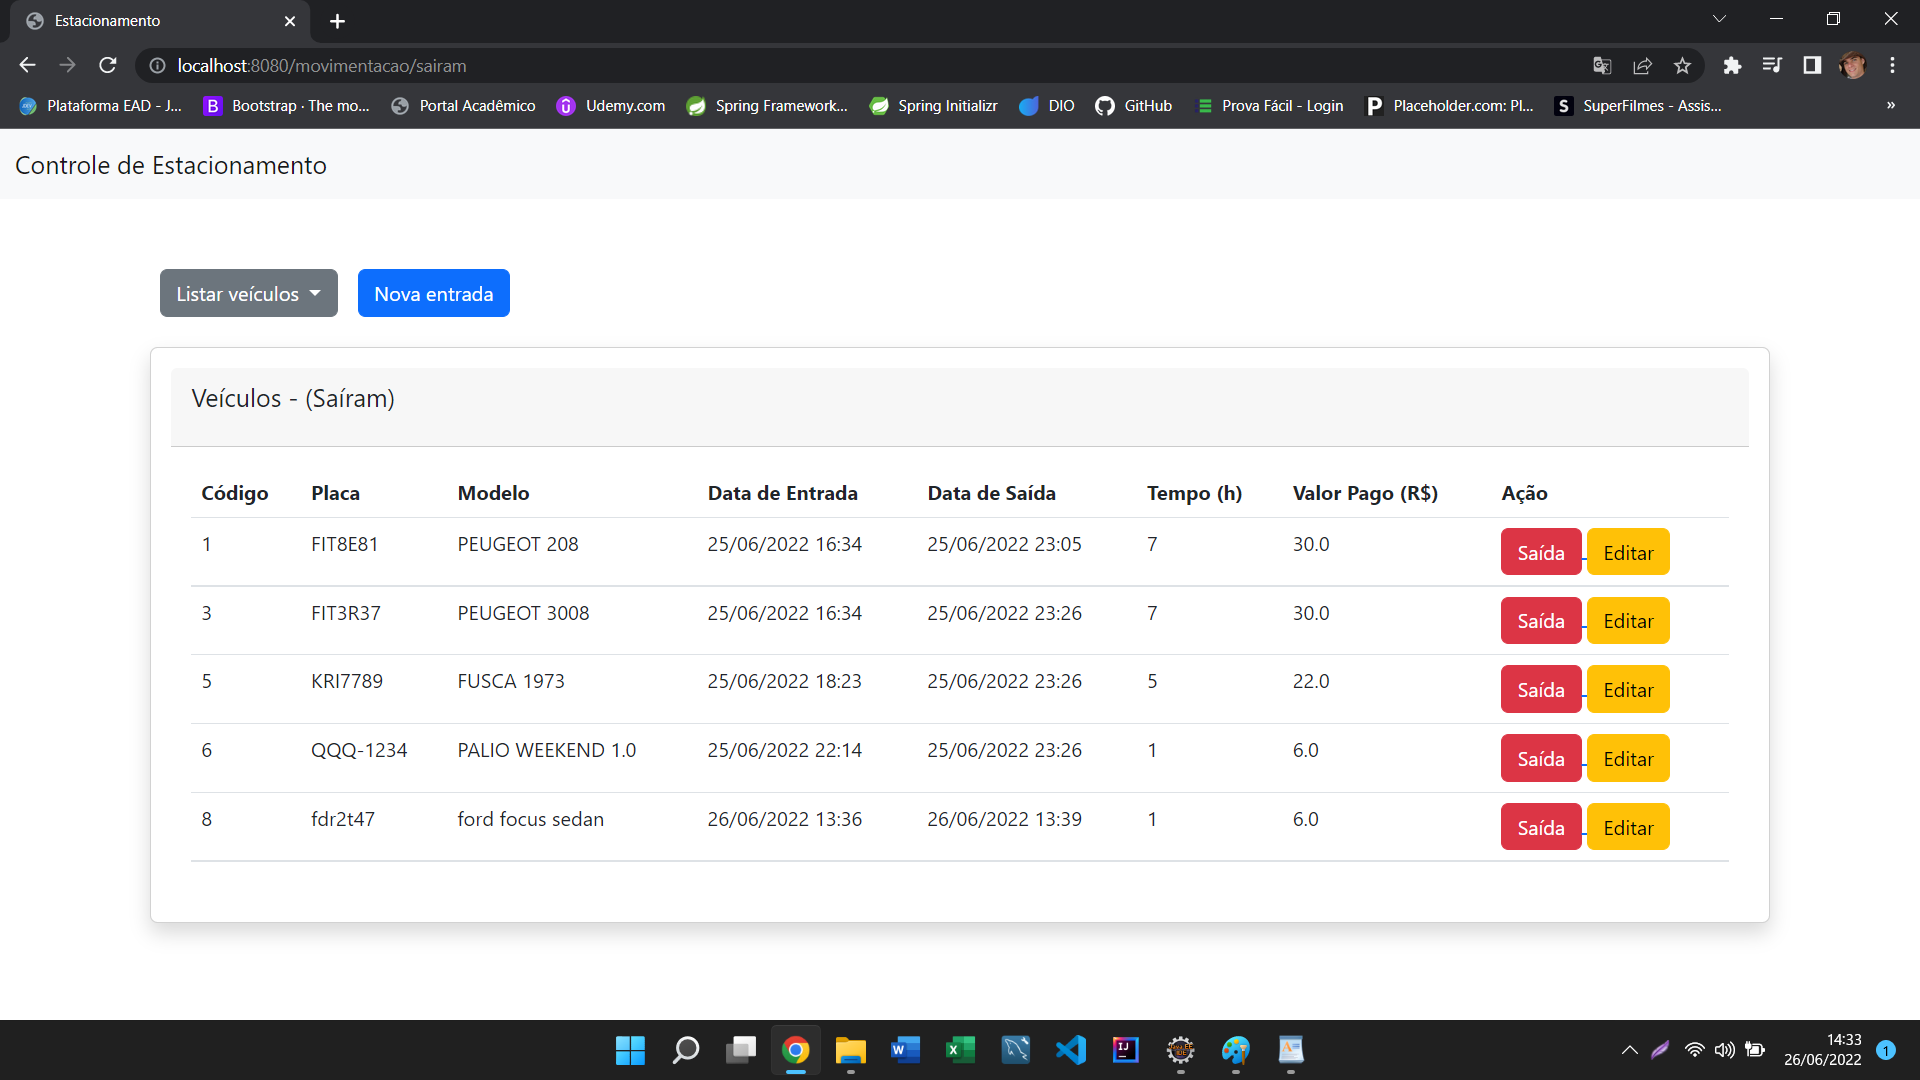 Estacionamento
localhost:8080/movimentacao/sairam
Plataforma EAD - J... Bootstrap · The mo... Portal Acadêmico Udemy.com Spring Framework... Spring Initializr DIO GitHub Prova Fácil - Login Placeholder.com: Pl... SuperFilmes - Assis... »
Controle de Estacionamento
Listar veículos Nova entrada
Veículos - (Saíram)
Código Placa Modelo Data de Entrada Data de Saída Tempo (h) Valor Pago (R$) Ação
1 FIT8E81 PEUGEOT 208 25/06/2022 16:34 25/06/2022 23:05 7 30.0 Saída Editar
3 FIT3R37 PEUGEOT 3008 25/06/2022 16:34 25/06/2022 23:26 7 30.0 Saída Editar
5 KRI7789 FUSCA 1973 25/06/2022 18:23 25/06/2022 23:26 5 22.0 Saída Editar
6 QQQ-1234 PALIO WEEKEND 1.0 25/06/2022 22:14 25/06/2022 23:26 1 6.0 Saída Editar
8 fdr2t47 ford focus sedan 26/06/2022 13:36 26/06/2022 13:39 1 6.0 Saída Editar
14:33
26/06/2022 1